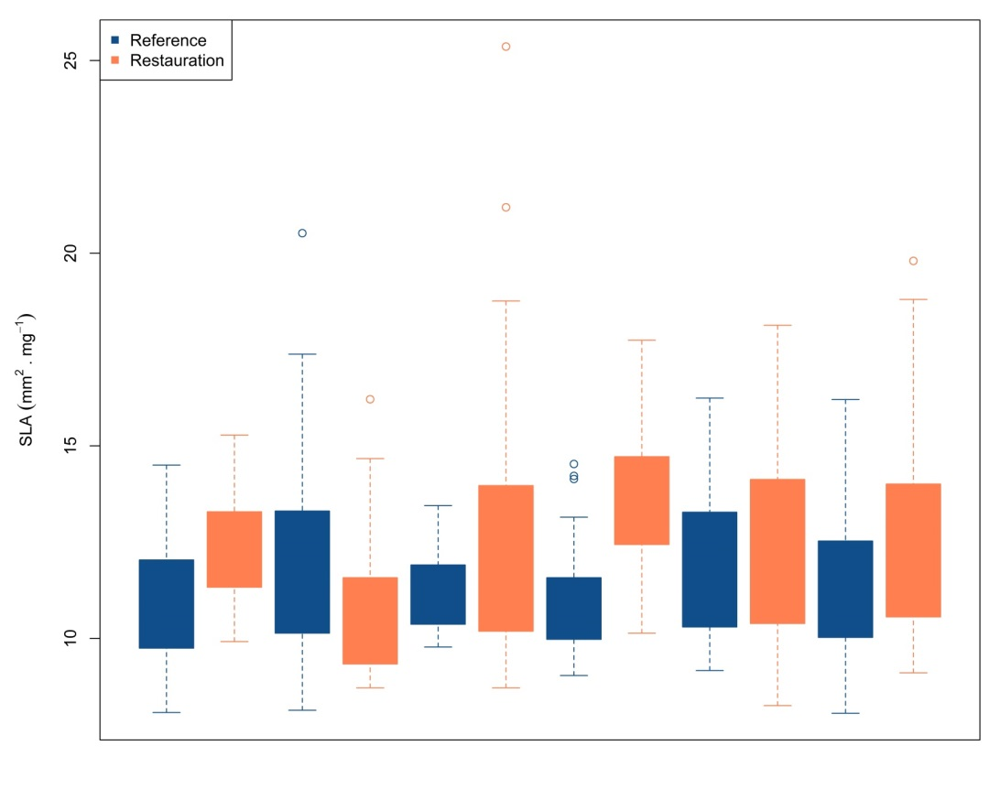 Reference
Restauration
25
20
15
10
SLA (mm² . mg⁻¹)